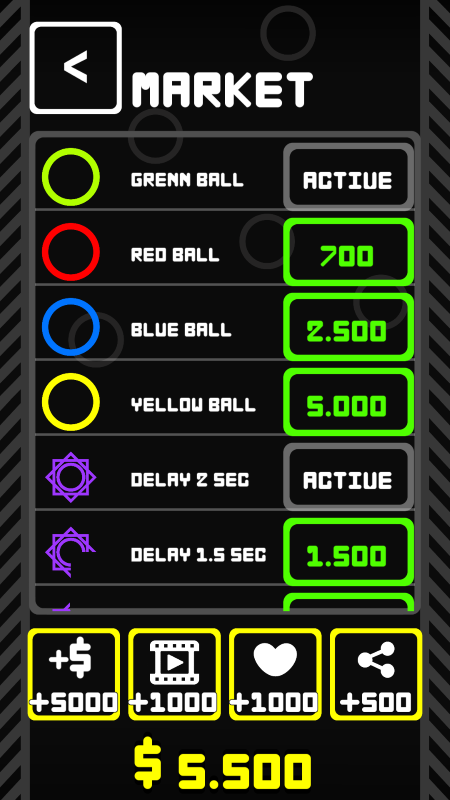 <
MARKET
GRENN BALL
ACTIVE
RED BALL
700
BLUE BALL
2.500
YELLOW BALL
5.000
DELAY 2 SEC
ACTIVE
DELAY 1.5 SEC
1.500
+$
+5000
+1000
+1000
+500
$ 5.500